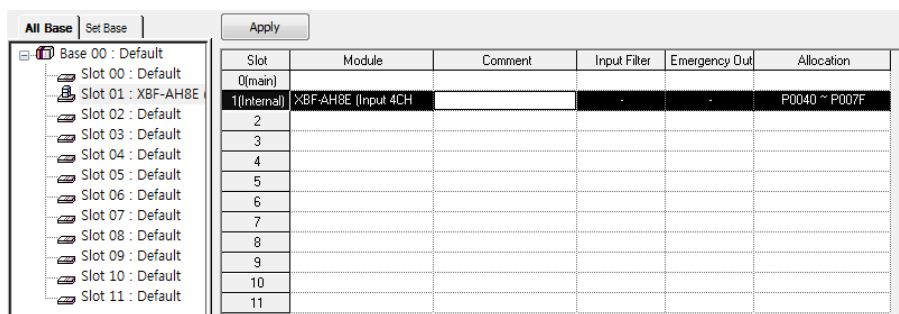 All Base Set Base
Apply
Base 00 : Default
Slot 00 : Default
Slot 01 : XBF-AH8E (
Slot 02 : Default
Slot 03 : Default
Slot 04 : Default
Slot 05 : Default
Slot 06 : Default
Slot 07 : Default
Slot 08 : Default
Slot 09 : Default
Slot 10 : Default
Slot 11 : Default
Slot Module Comment Input Filter Emergency Out Allocation
0(main)
1(Internal) XBF-AH8E (Input 4CH - - P0040 ~ P007F
2
3
4
5
6
7
8
9
10
11